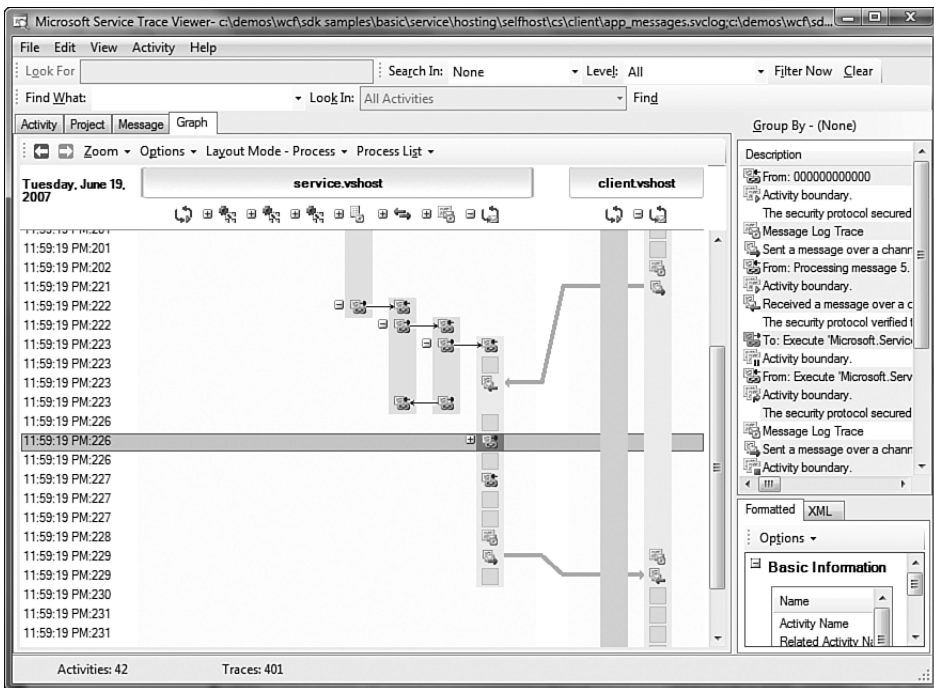 Microsoft Service Trace Viewer- c:\demos\wcf\sdk samples\basic\service\hosting\selfhost\cs\client\app_messages.svclog;c:\demos\wcf\sd...
File Edit View Activity Help
Look For Search In: None Level: All Filter Now Clear
Find What: Look In: All Activities Find
Activity Project Message Graph
Zoom Options Layout Mode - Process Process List
Tuesday, June 19, 2007
service.vshost client.vshost
11:59:19 PM:201
11:59:19 PM:201
11:59:19 PM:202
11:59:19 PM:221
11:59:19 PM:222
11:59:19 PM:222
11:59:19 PM:223
11:59:19 PM:223
11:59:19 PM:223
11:59:19 PM:223
11:59:19 PM:226
11:59:19 PM:226
11:59:19 PM:226
11:59:19 PM:227
11:59:19 PM:227
11:59:19 PM:227
11:59:19 PM:228
11:59:19 PM:229
11:59:19 PM:229
11:59:19 PM:230
11:59:19 PM:231
11:59:19 PM:231
Group By - (None)
Description
From: 000000000000
Activity boundary.
The security protocol secured
Message Log Trace
Sent a message over a chann
From: Processing message 5.
Activity boundary.
Received a message over a c
The security protocol verified
To: Execute 'Microsoft.Servic
Activity boundary.
From: Execute 'Microsoft.Serv
Activity boundary.
The security protocol secured
Message Log Trace
Sent a message over a chann
Activity boundary.
Formatted XML
Options
Basic Information
Name
Activity Name
Related Activity Na
Activities: 42 Traces: 401